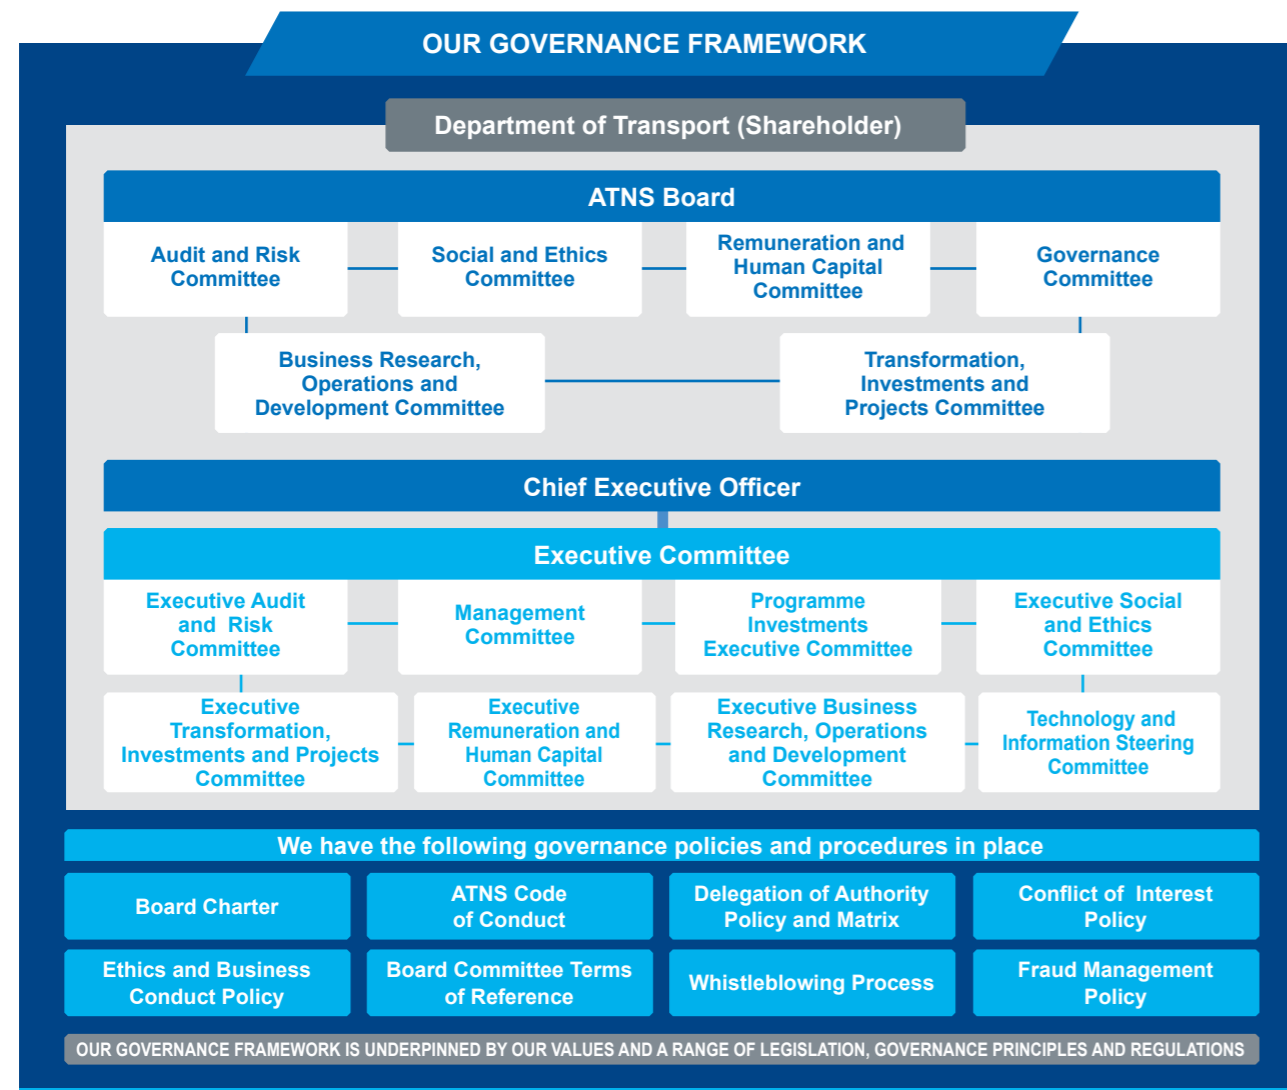 OUR GOVERNANCE FRAMEWORK
Department of Transport (Shareholder)
ATNS Board
Audit and Risk
Committee
Social and Ethics
Committee
Remuneration and
Human Capital
Committee
Governance
Committee
Business Research,
Operations and
Development Committee
Transformation,
Investments and
Projects Committee
Chief Executive Officer
Executive Committee
Executive Audit
and Risk
Committee
Management
Committee
Programme
Investments
Executive Committee
Executive Social
and Ethics
Committee
Executive
Transformation,
Investments and Projects
Committee
Executive
Remuneration and
Human Capital
Committee
Executive Business
Research, Operations
and Development
Committee
Technology and
Information Steering
Committee
We have the following governance policies and procedures in place
Board Charter
ATNS Code
of Conduct
Delegation of Authority
Policy and Matrix
Conflict of Interest
Policy
Ethics and Business
Conduct Policy
Board Committee Terms
of Reference
Whistleblowing Process
Fraud Management
Policy
OUR GOVERNANCE FRAMEWORK IS UNDERPINNED BY OUR VALUES AND A RANGE OF LEGISLATION, GOVERNANCE PRINCIPLES AND REGULATIONS